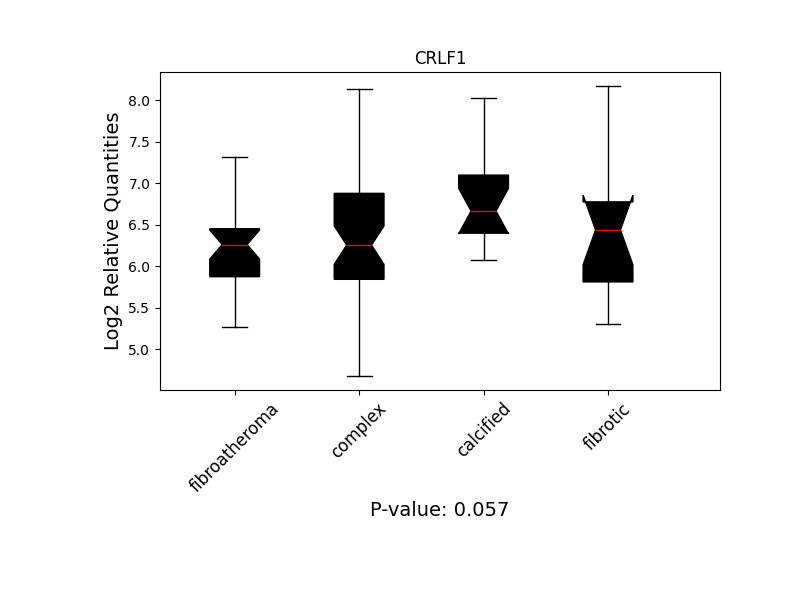 CRLF1
Log2 Relative Quantities
8.0
7.5
7.0
6.5
6.0
5.5
5.0
fibroatheroma
complex
calcified
fibrotic
P-value: 0.057